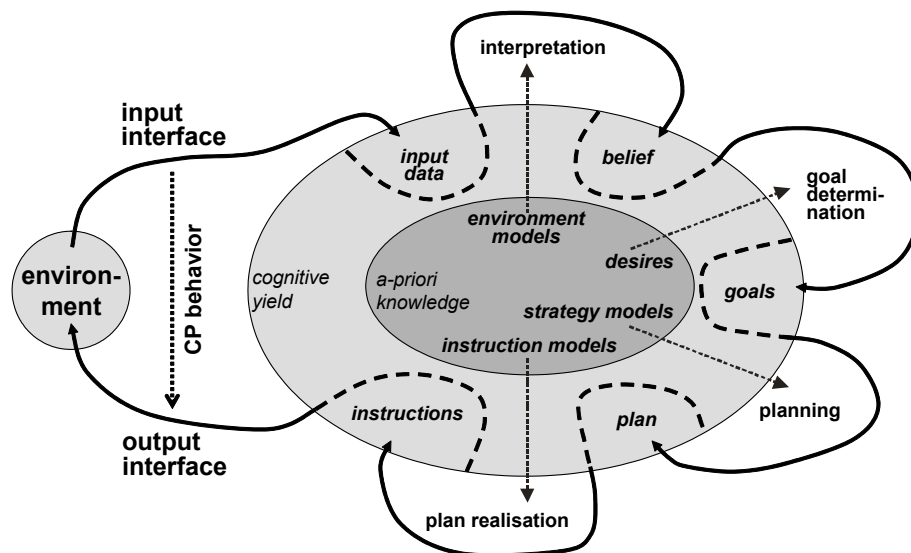 interpretation
input
interface
input
data
belief
goal
determi-
nation
environment
models
desires
environ-
ment
CP behavior
cognitive
yield
a-priori
knowledge
goals
strategy models
instruction models
instructions
plan
planning
output
interface
plan realisation